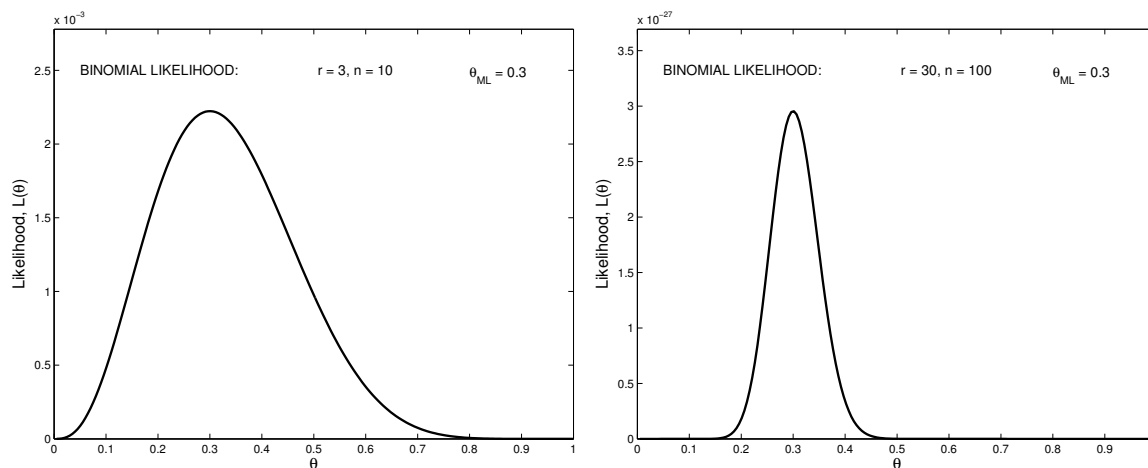 x 10⁻³
2.5
BINOMIAL LIKELIHOOD: r = 3, n = 10 θML = 0.3
2
1.5
1
0.5
0
Likelihood, L(θ)
0 0.1 0.2 0.3 0.4 0.5 0.6 0.7 0.8 0.9 1
θ
x 10⁻²⁷
3.5
BINOMIAL LIKELIHOOD: r = 30, n = 100 θML = 0.3
3
2.5
2
1.5
1
0.5
0
Likelihood, L(θ)
0 0.1 0.2 0.3 0.4 0.5 0.6 0.7 0.8 0.9
θ